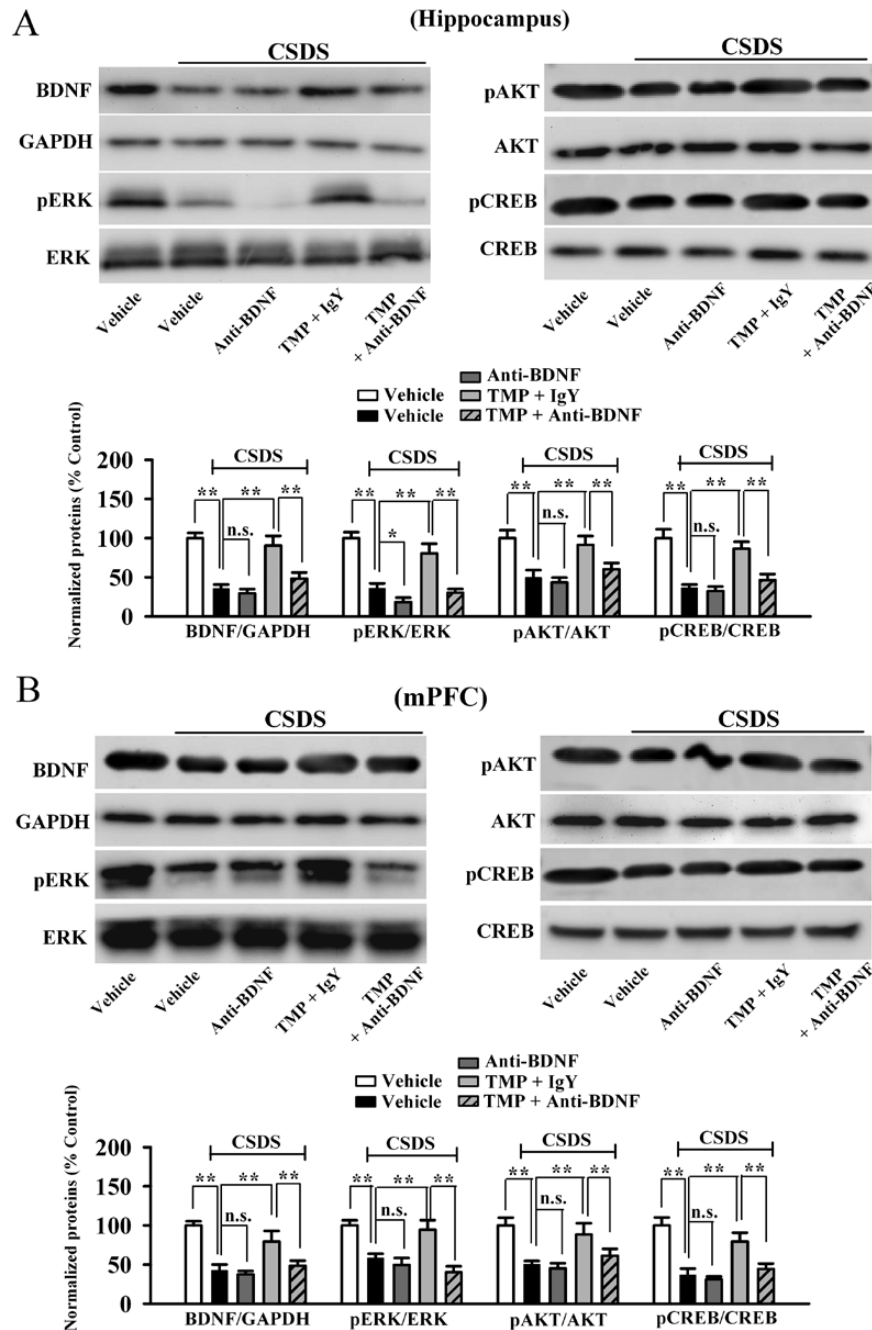 A
(Hippocampus)
CSDS
BDNF
GAPDH
pERK
ERK
Vehicle
Vehicle
Anti-BDNF
TMP + IgY
TMP
+ Anti-BDNF
CSDS
pAKT
AKT
pCREB
CREB
Vehicle
Vehicle
Anti-BDNF
TMP + IgY
TMP
+ Anti-BDNF
Vehicle
Vehicle
Anti-BDNF
TMP + IgY
TMP + Anti-BDNF
Normalized proteins (% Control)
200
150
100
50
0
CSDS CSDS CSDS CSDS
** ** ** ** ** ** ** ** ** ** ** **
n.s. * n.s. n.s.
BDNF/GAPDH pERK/ERK pAKT/AKT pCREB/CREB
B
(mPFC)
CSDS
BDNF
GAPDH
pERK
ERK
Vehicle
Vehicle
Anti-BDNF
TMP + IgY
TMP
+ Anti-BDNF
CSDS
pAKT
AKT
pCREB
CREB
Vehicle
Vehicle
Anti-BDNF
TMP + IgY
TMP
+ Anti-BDNF
Vehicle
Vehicle
Anti-BDNF
TMP + IgY
TMP + Anti-BDNF
Normalized proteins (% Control)
200
150
100
50
0
CSDS CSDS CSDS CSDS
** ** ** ** ** ** ** ** ** ** ** **
n.s. n.s. n.s. n.s.
BDNF/GAPDH pERK/ERK pAKT/AKT pCREB/CREB